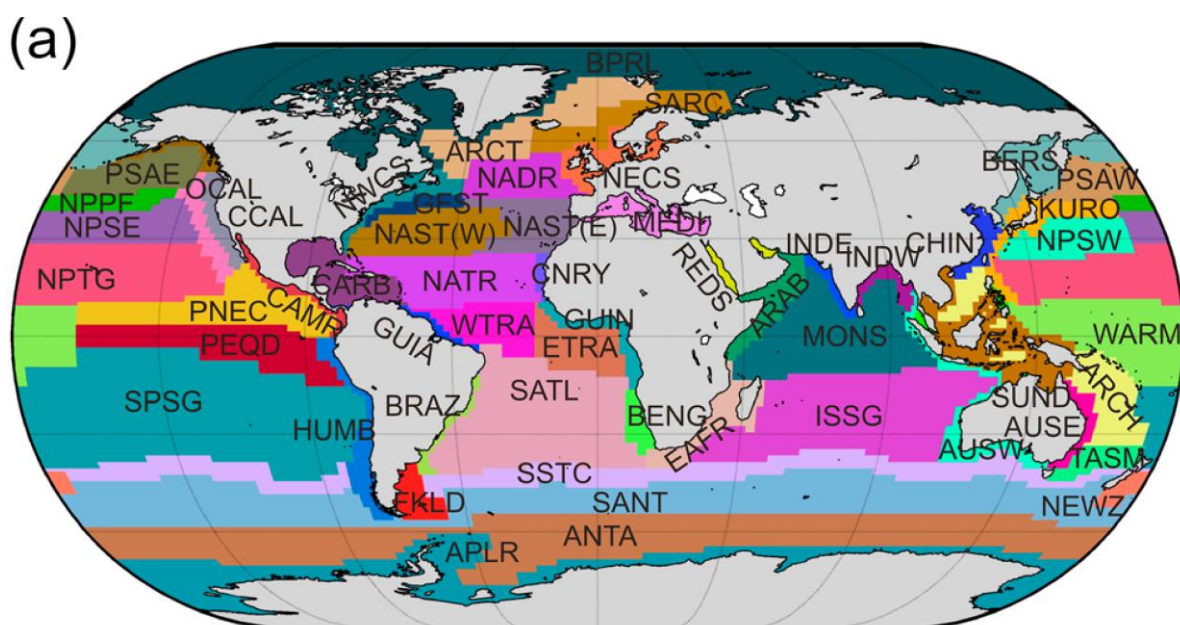 (a)
BPRL
SARC
ARCT
NADR
NECS
BERS
PSAE
PSAW
OCAL
NWCS
NPPF
CCAL
GFST
KURO
NPSE
NAST(W)
NAST(E)
MEDI
CHIN
NPSW
INDE
INDW
REDS
NPTG
CARB
NATR
CNRY
ARAB
PNEC
CAMR
GUIA
WTRA
GUIN
MONS
WARM
PEQD
ETRA
SPSG
BRAZ
SATL
BENG
ISSG
SUND
ARCH
HUMB
EAFR
AUSE
AUSW
TASM
SSTC
FKLD
SANT
NEWZ
ANTA
APLR